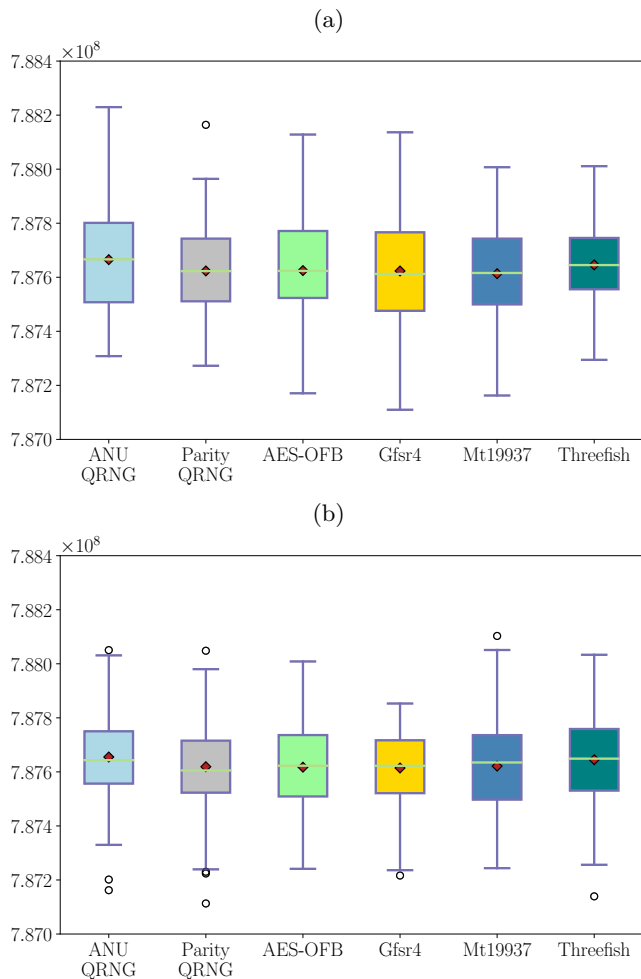 (a)
×10⁸
7.884
7.882
7.880
7.878
7.876
7.874
7.872
7.870
ANU QRNG
Parity QRNG
AES-OFB
Gfsr4
Mt19937
Threefish
(b)
×10⁸
7.884
7.882
7.880
7.878
7.876
7.874
7.872
7.870
ANU QRNG
Parity QRNG
AES-OFB
Gfsr4
Mt19937
Threefish